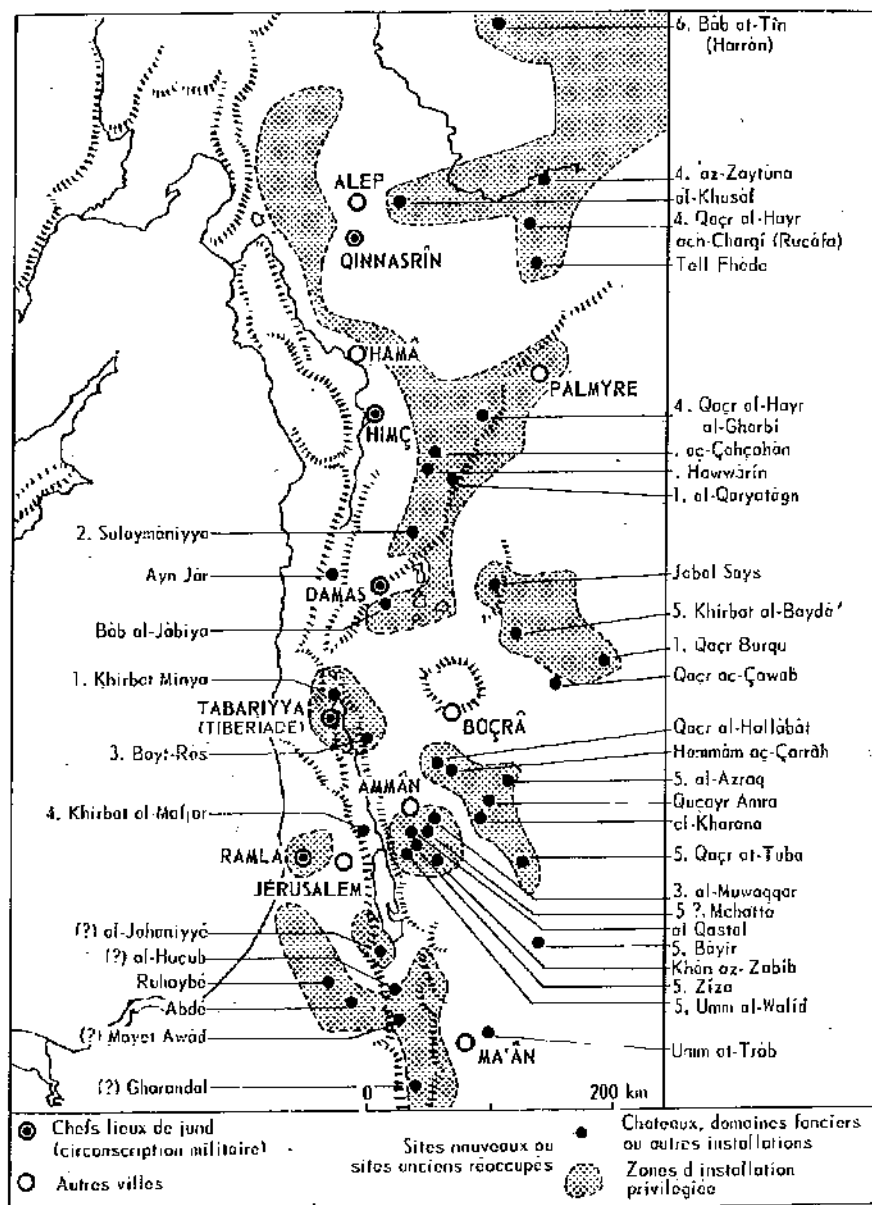 6. Bâb at-Tîn
(Harrân)
4. 'az-Zaytûna
al-Khusâf
4. Qaçr al-Hayr
ach-Charqî (Ruçâfa)
Tell Fhéda
ALEP
QINNASRÎN
HAMÂ
PALMYRE
HIMÇ
4. Qaçr al-Hayr
al-Gharbî
. aç-Çahçahân
. Hawwârîn
1. al-Qaryatagn
2. Sulaymâniyya
Ayn Jâr
DAMAS
Bâb al-Jâbiya
Jabal Says
5. Khirbat al-Baydâ'
1. Qaçr Burqu
Qaçr aç-Çawab
1. Khirbat Minya
TABARIYYA
(TIBERIADE)
3. Bayt-Ras
BOÇRÂ
Qaçr al-Hallâbât
Hammâm aç-Çarrâh
5. al-Azraq
Quçayr Amra
al-Kharana
5. Qaçr at-Tuba
AMMÂN
4. Khirbat al-Mafjar
RAMLA
JÉRUSALEM
3. al-Muwaqqar
5 ?. Mchatta
al Qastal
5. Bâyir
Khân az-Zabîb
5. Zîza
5. Umm al-Walîd
(?) al-Johaniyyé
(?) al-Huçub
Ruhaybé
Abdé
(?) Mayet Awâd
(?) Gharandal
MA'ÂN
Umm at-Trâb
0 200 km
Chefs lieux de jund
(circonscription militaire)
Autres villes
Sites nouveaux ou
sites anciens réoccupés
Chateaux, domaines fonciers
ou autres installations
Zones d installation
privilégiée